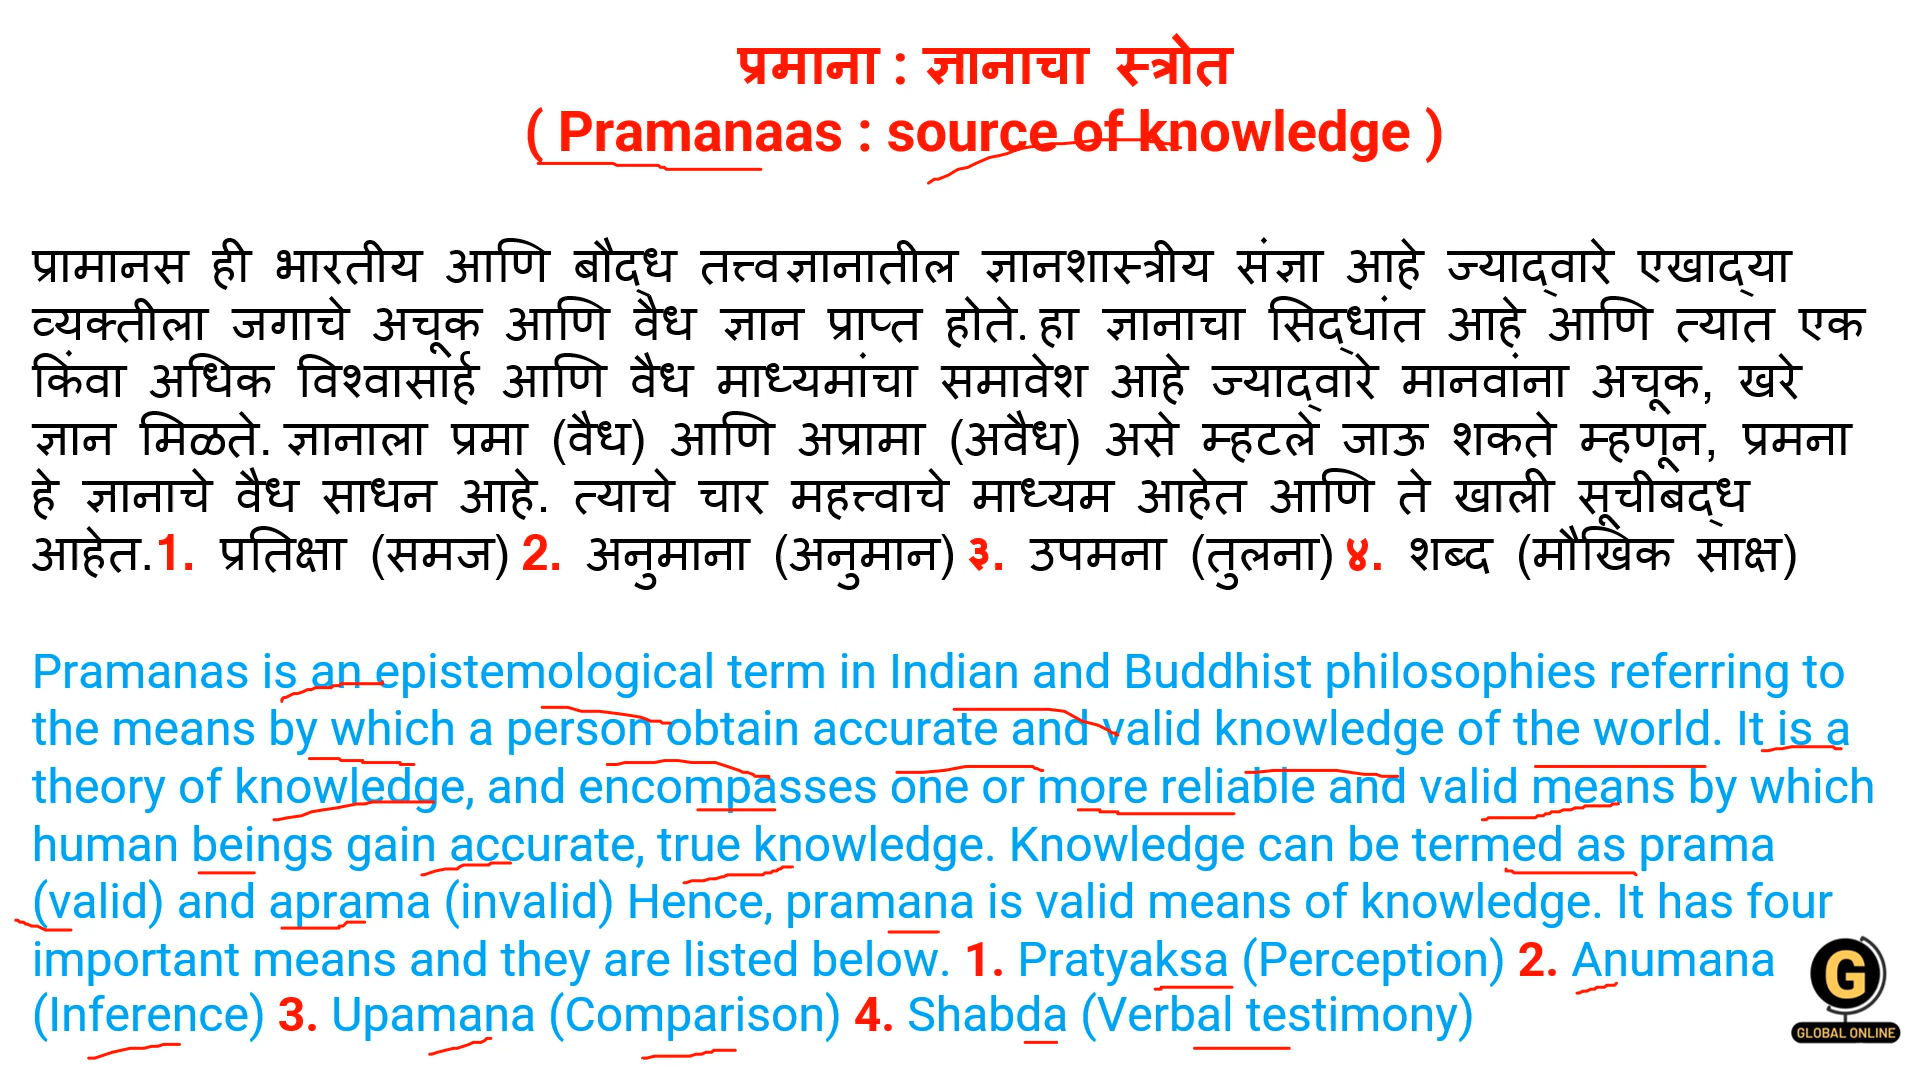 प्रमाना : ज्ञानाचा स्त्रोत
( Pramanaas : source of knowledge )
प्रामानस ही भारतीय आणि बौद्ध तत्त्वज्ञानातील ज्ञानशास्त्रीय संज्ञा आहे ज्याद्वारे एखाद्या
व्यक्तीला जगाचे अचूक आणि वैध ज्ञान प्राप्त होते. हा ज्ञानाचा सिद्धांत आहे आणि त्यात एक
किंवा अधिक विश्वासार्ह आणि वैध माध्यमांचा समावेश आहे ज्याद्वारे मानवांना अचूक, खरे
ज्ञान मिळते. ज्ञानाला प्रमा (वैध) आणि अप्रामा (अवैध) असे म्हटले जाऊ शकते म्हणून, प्रमना
हे ज्ञानाचे वैध साधन आहे. त्याचे चार महत्त्वाचे माध्यम आहेत आणि ते खाली सूचीबद्ध
आहेत.1. प्रतिक्षा (समज) 2. अनुमाना (अनुमान) ३. उपमना (तुलना) ४. शब्द (मौखिक साक्ष)
Pramanas is an epistemological term in Indian and Buddhist philosophies referring to
the means by which a person obtain accurate and valid knowledge of the world. It is a
theory of knowledge, and encompasses one or more reliable and valid means by which
human beings gain accurate, true knowledge. Knowledge can be termed as prama
(valid) and aprama (invalid) Hence, pramana is valid means of knowledge. It has four
important means and they are listed below. 1. Pratyaksa (Perception) 2. Anumana
(Inference) 3. Upamana (Comparison) 4. Shabda (Verbal testimony)
G
GLOBAL ONLINE